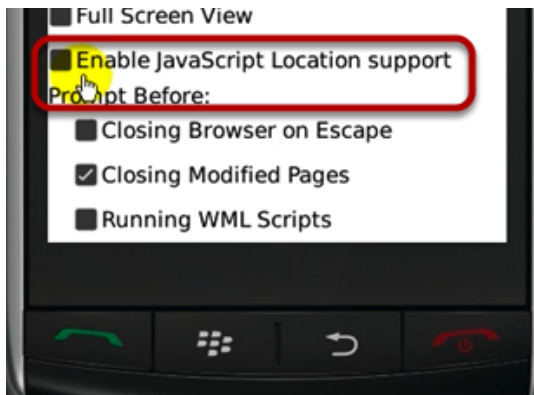 Full Screen View
Enable JavaScript Location support
Prompt Before:
Closing Browser on Escape
Closing Modified Pages
Running WML Scripts